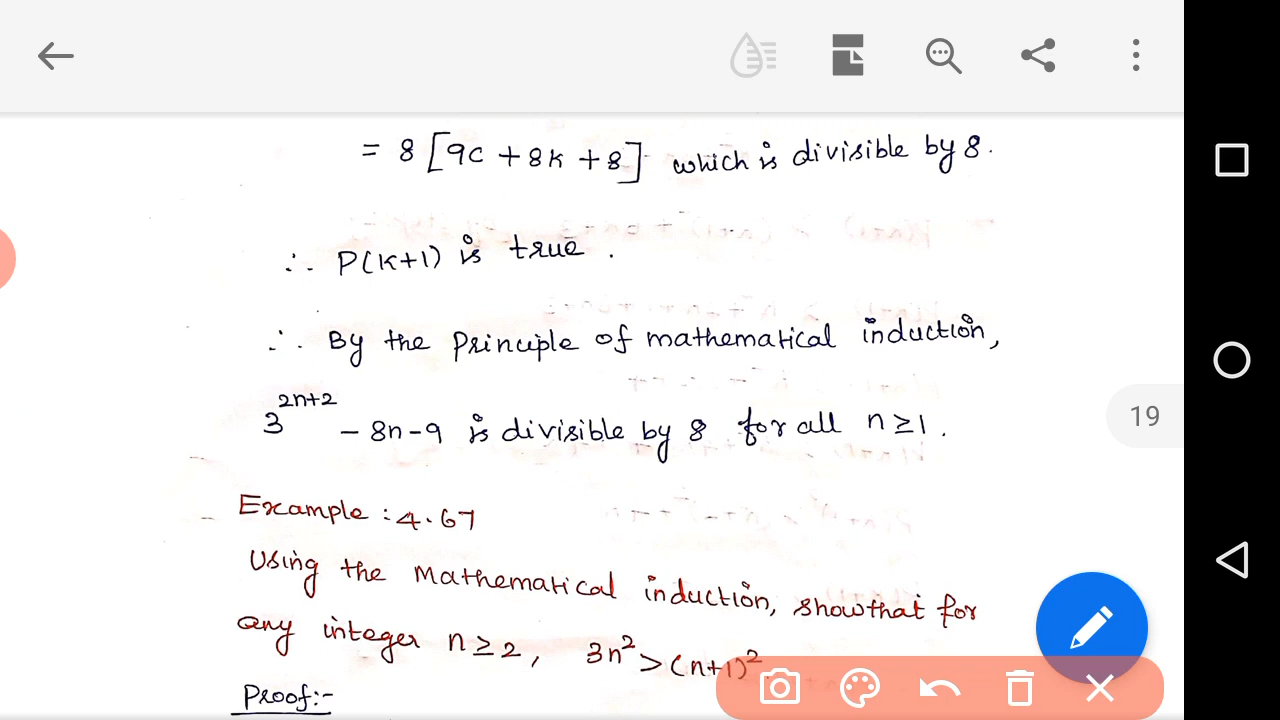 = 8 [9c + 8k + 8] which is divisible by 8.
∴ P(k+1) is true.
∴ By the principle of mathematical induction,
3^{2n+2} - 8n - 9 is divisible by 8 for all n ≥ 1.
19
Example : 4.67
Using the Mathematical induction, show that for
any integer n ≥ 2, 3n² > (n+1)²
Proof:-